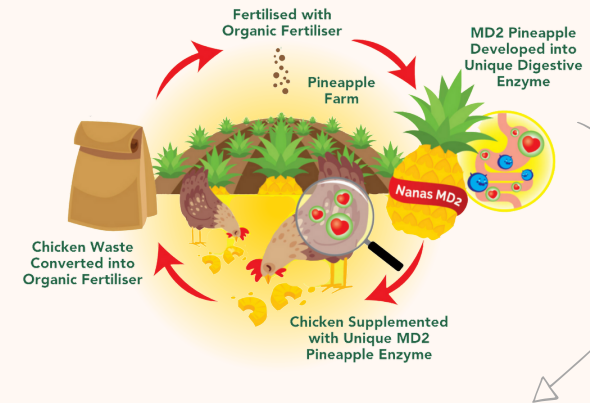 Fertilised with
Organic Fertiliser
MD2 Pineapple
Developed into
Unique Digestive
Enzyme
Pineapple
Farm
Nanas MD2
Chicken Waste
Converted into
Organic Fertiliser
Chicken Supplemented
with Unique MD2
Pineapple Enzyme